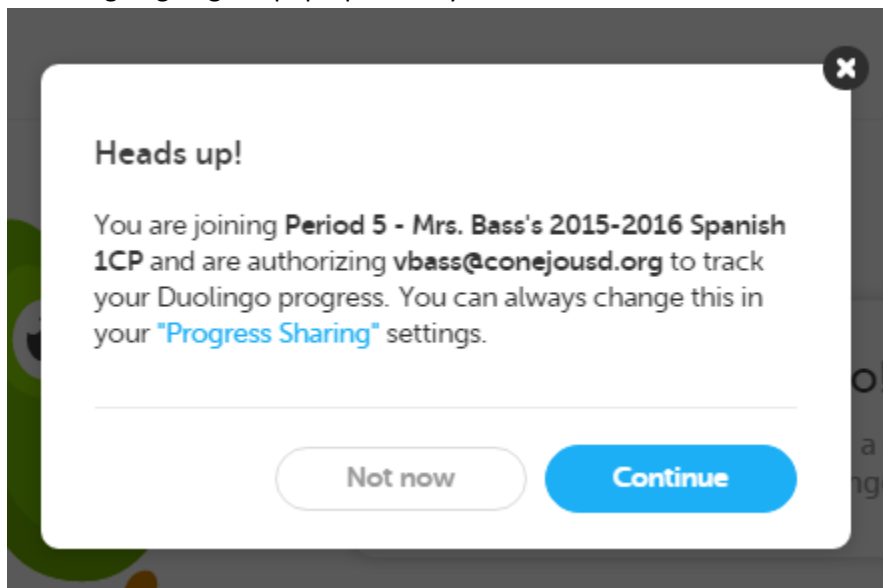 Heads up!
You are joining Period 5 - Mrs. Bass's 2015-2016 Spanish
1CP and are authorizing vbass@conejousd.org to track
your Duolingo progress. You can always change this in
your "Progress Sharing" settings.
Not now
Continue